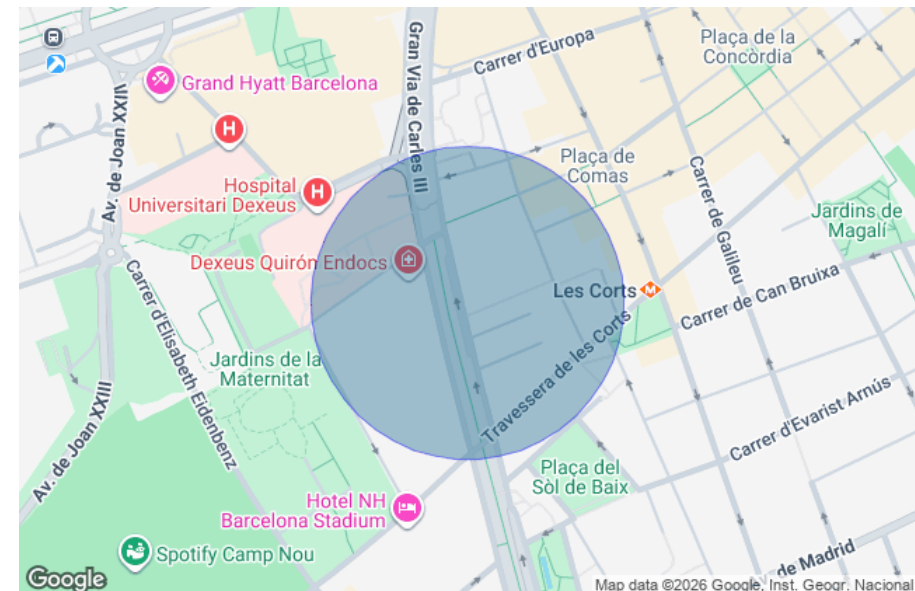 Plaça de la
Concòrdia
Carrer d'Europa
Gran Via de Carles III
Grand Hyatt Barcelona
Av. de Joan XXIII
H
Plaça de
Comas
Hospital
Universitari Dexeus
H
Carrer de Galileu
Jardins de
Magalí
Dexeus Quirón Endocs
Les Corts
M
Carrer de Can Bruixa
Carrer d'Elisabeth Eidenbenz
Jardins de la
Maternitat
Travessera de les Corts
Av. de Joan XXIII
Carrer d'Evarist Arnús
Plaça del
Sòl de Baix
Hotel NH
Barcelona Stadium
Spotify Camp Nou
Av. de Madrid
Google
Map data ©2026 Google, Inst. Geogr. Nacional